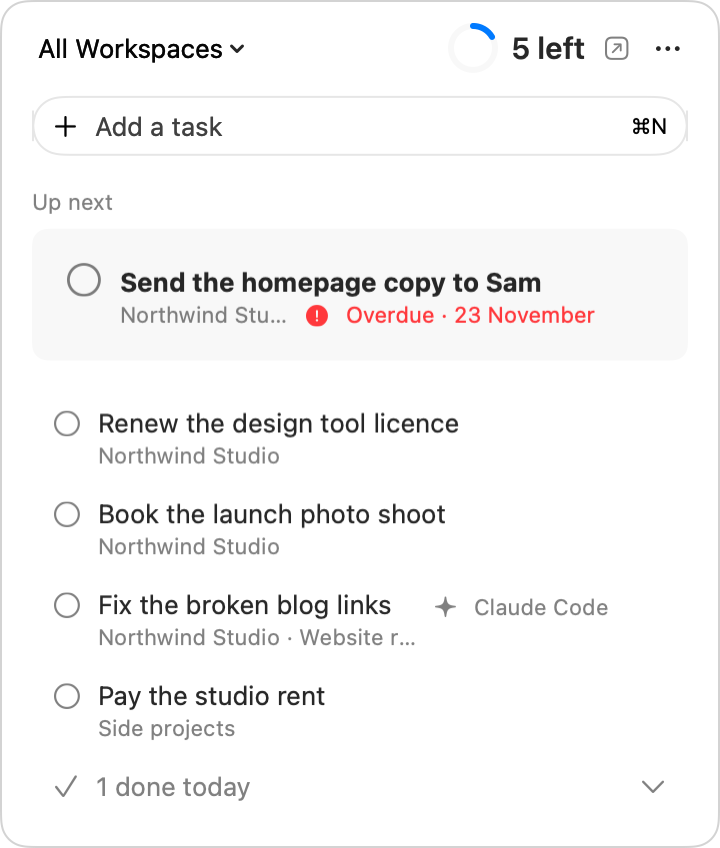 All Workspaces
5 left
Add a task
⌘N
Up next
Send the homepage copy to Sam
Northwind Stu...
Overdue · 23 November
Renew the design tool licence
Northwind Studio
Book the launch photo shoot
Northwind Studio
Fix the broken blog links
Claude Code
Northwind Studio · Website r...
Pay the studio rent
Side projects
1 done today